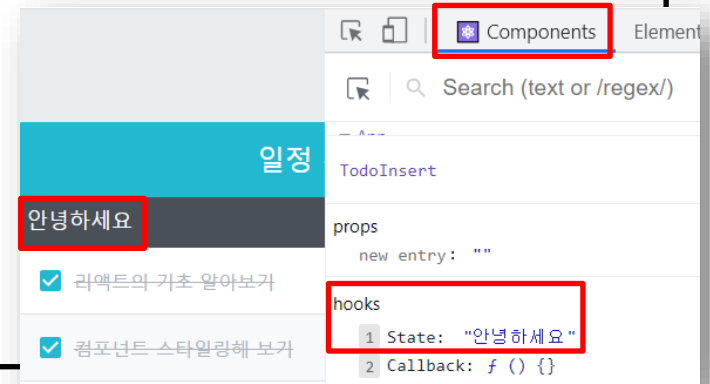 Components
Element
Search (text or /regex/)
일정
TodoInsert
안녕하세요
props
new entry: ""
리액트의 기초 알아보기
hooks
1 State: "안녕하세요"
컴포넌트 스타일링해 보기
2 Callback: ƒ () {}